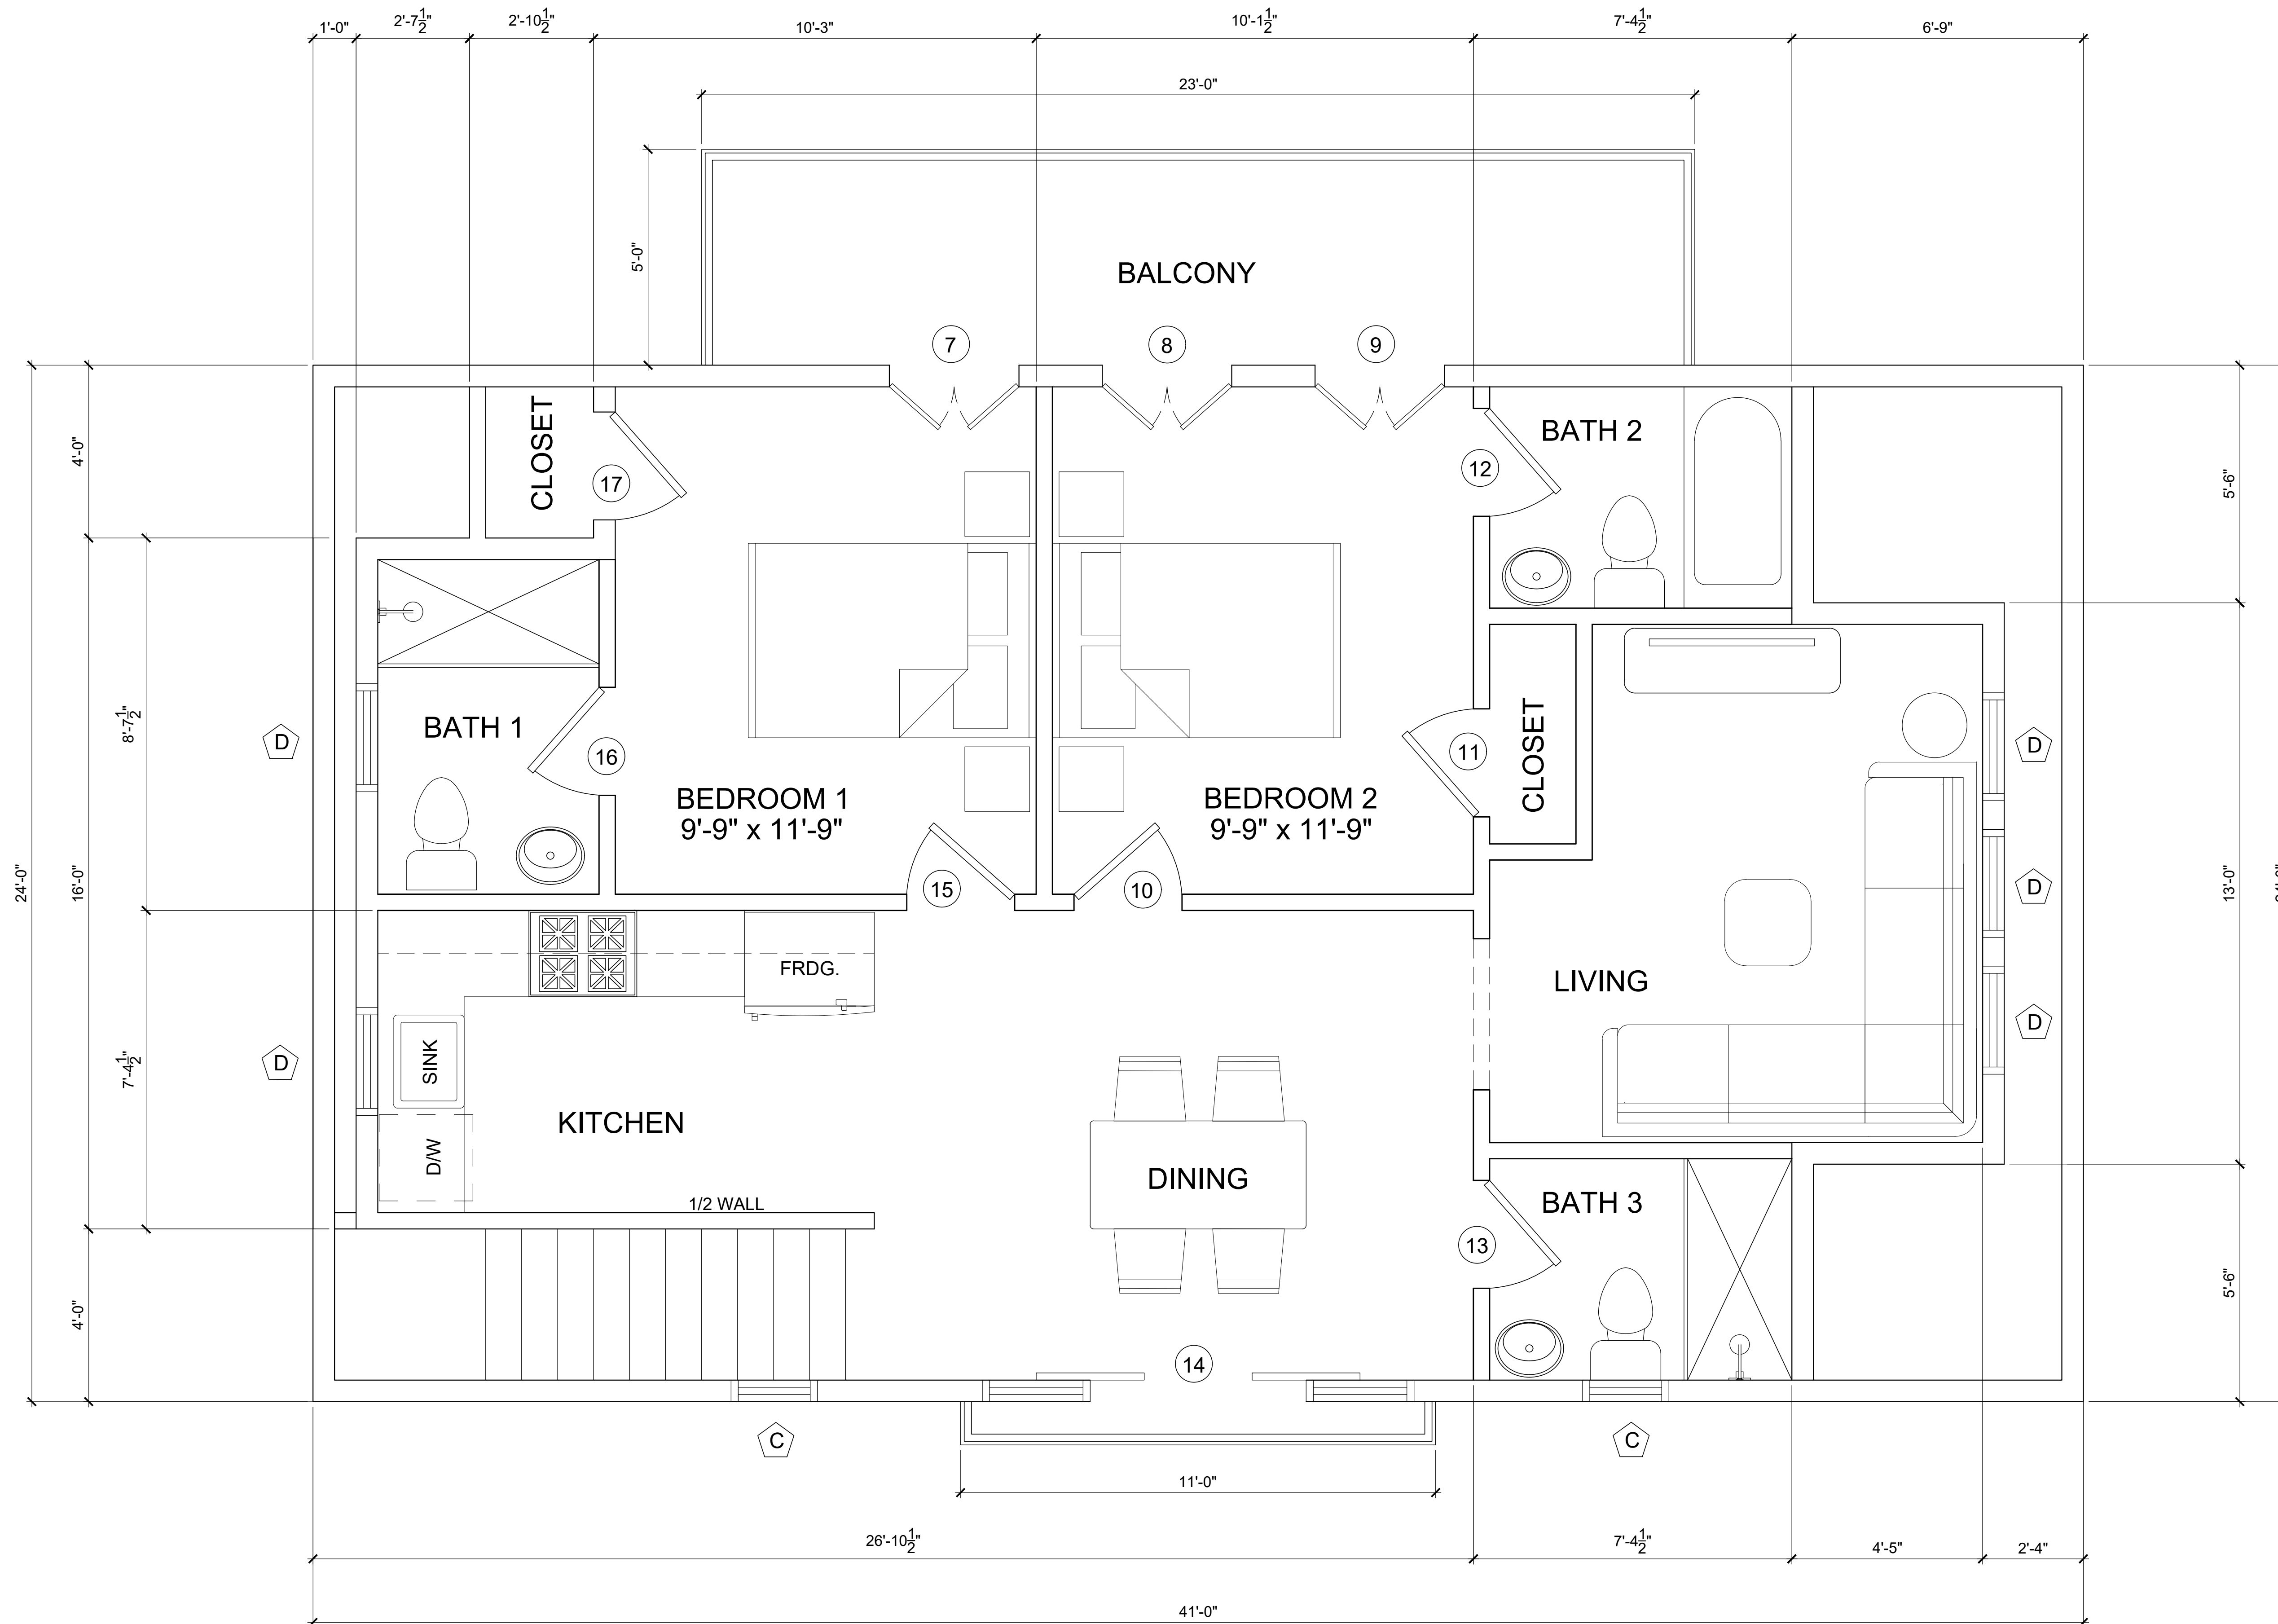 1'-0"
2'-7 1/2"
2'-10 1/2"
10'-3"
10'-1 1/2"
7'-4 1/2"
6'-9"
23'-0"
5'-0"
BALCONY
7
8
9
CLOSET
17
12
BATH 2
4'-0"
5'-6"
8'-7 1/2"
D
BATH 1
16
11
CLOSET
D
BEDROOM 1
9'-9" x 11'-9"
BEDROOM 2
9'-9" x 11'-9"
24'-0"
16'-0"
15
10
D
13'-0"
FRDG.
LIVING
D
SINK
D
7'-4 1/2"
KITCHEN
D/W
DINING
1/2 WALL
BATH 3
13
4'-0"
5'-6"
14
C
C
11'-0"
26'-10 1/2"
7'-4 1/2"
4'-5"
2'-4"
41'-0"